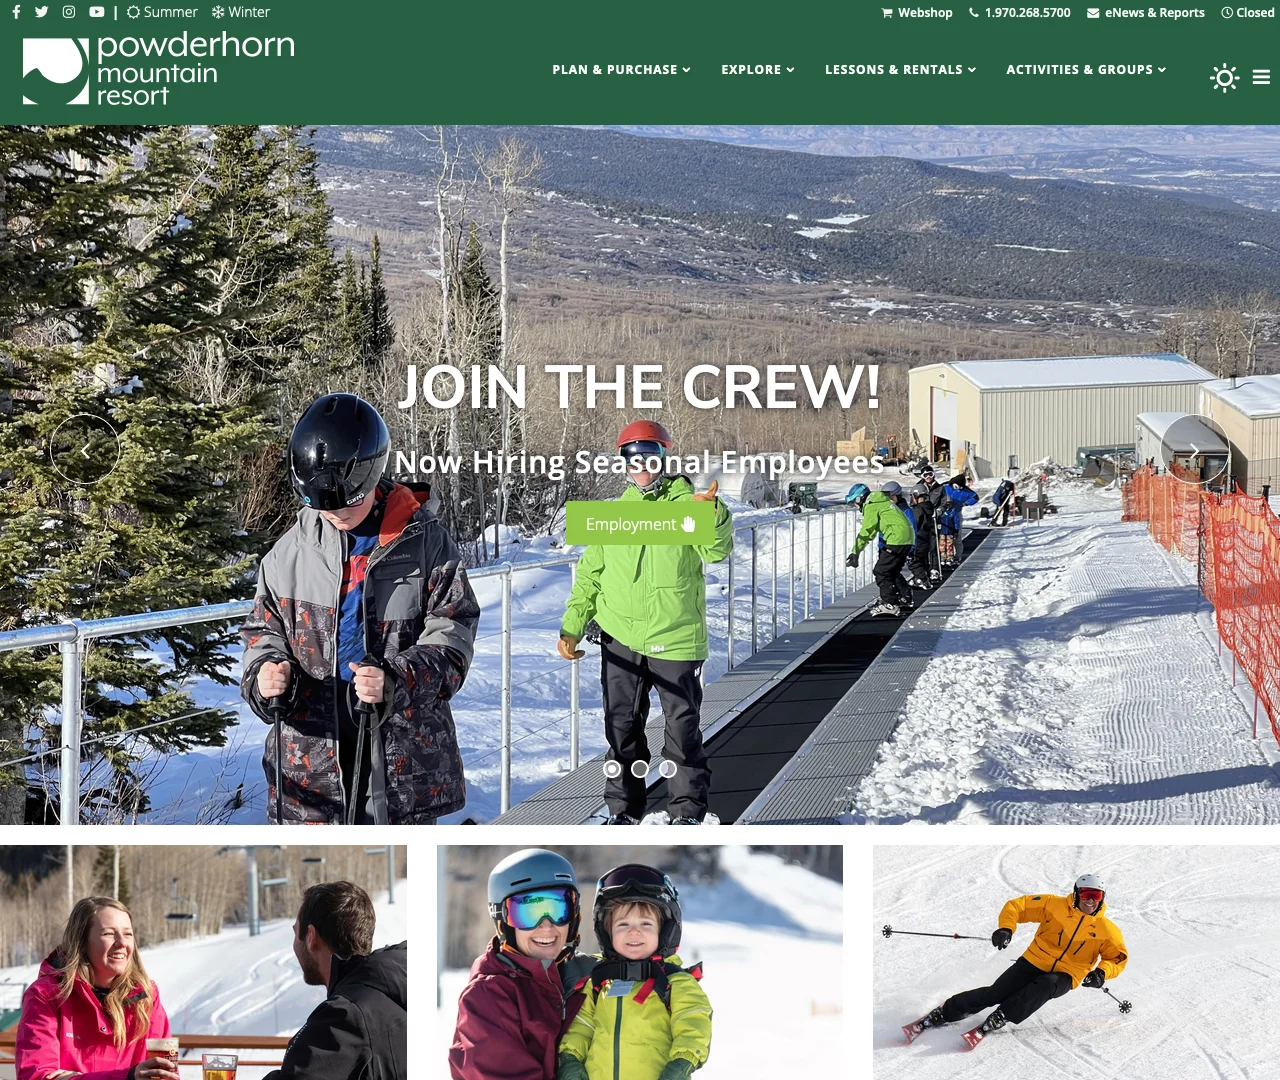 Summer Winter Webshop 1.970.268.5700 eNews & Reports Closed
powderhorn
mountain
resort
PLAN & PURCHASE EXPLORE LESSONS & RENTALS ACTIVITIES & GROUPS
JOIN THE CREW!
Now Hiring Seasonal Employees
Employment
HH